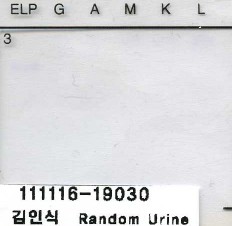 ELP G A M K L
3
111116-19030
김인식 Random Urine